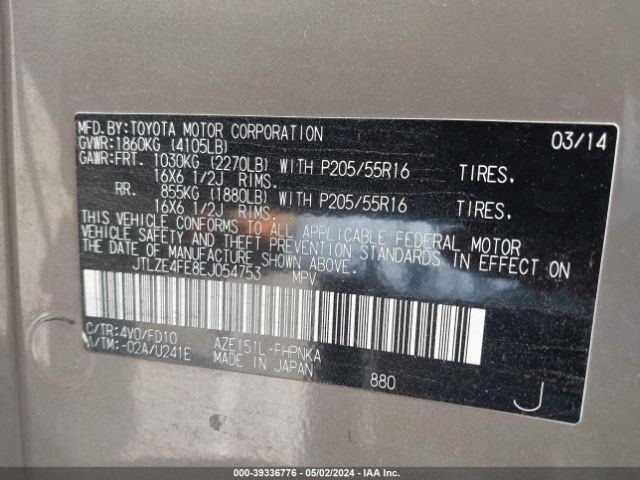 MFD.BY:TOYOTA MOTOR CORPORATION 03/14
GVWR:1860KG (4105LB)
GAWR:FRT. 1030KG (2270LB) WITH P205/55R16 TIRES.
16X6 1/2J RIMS.
RR. 855KG (1880LB) WITH P205/55R16 TIRES.
16X6 1/2J RIMS.
THIS VEHICLE CONFORMS TO ALL APPLICABLE FEDERAL MOTOR
VEHICLE SAFETY AND THEFT PREVENTION STANDARDS IN EFFECT ON
THE DATE OF MANUFACTURE SHOWN ABOVE.
JTLZE4FE8EJ054753 MPV
C/TR:4V0/FD10 AZE151L-FHPNKA
A/TM:-02A/U241E MADE IN JAPAN
880
J
000-39336776 - 05/02/2024 - IAA Inc.